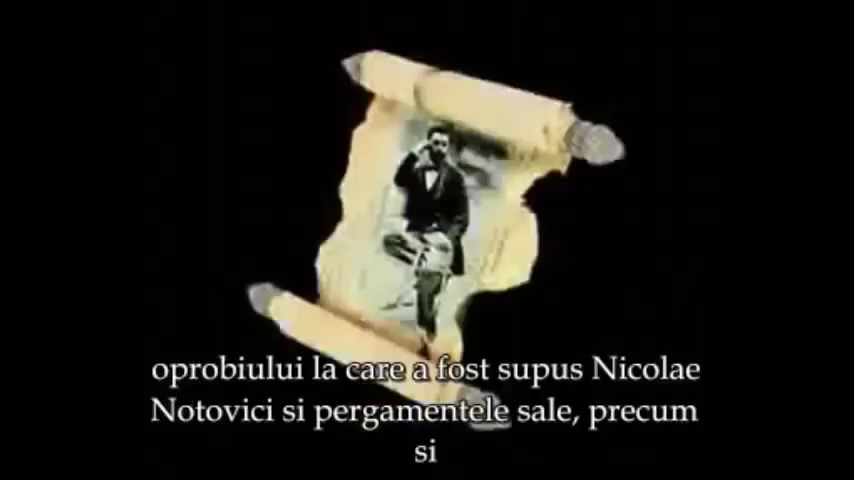 oprobiului la care a fost supus Nicolae
Notovici si pergamentele sale, precum
si